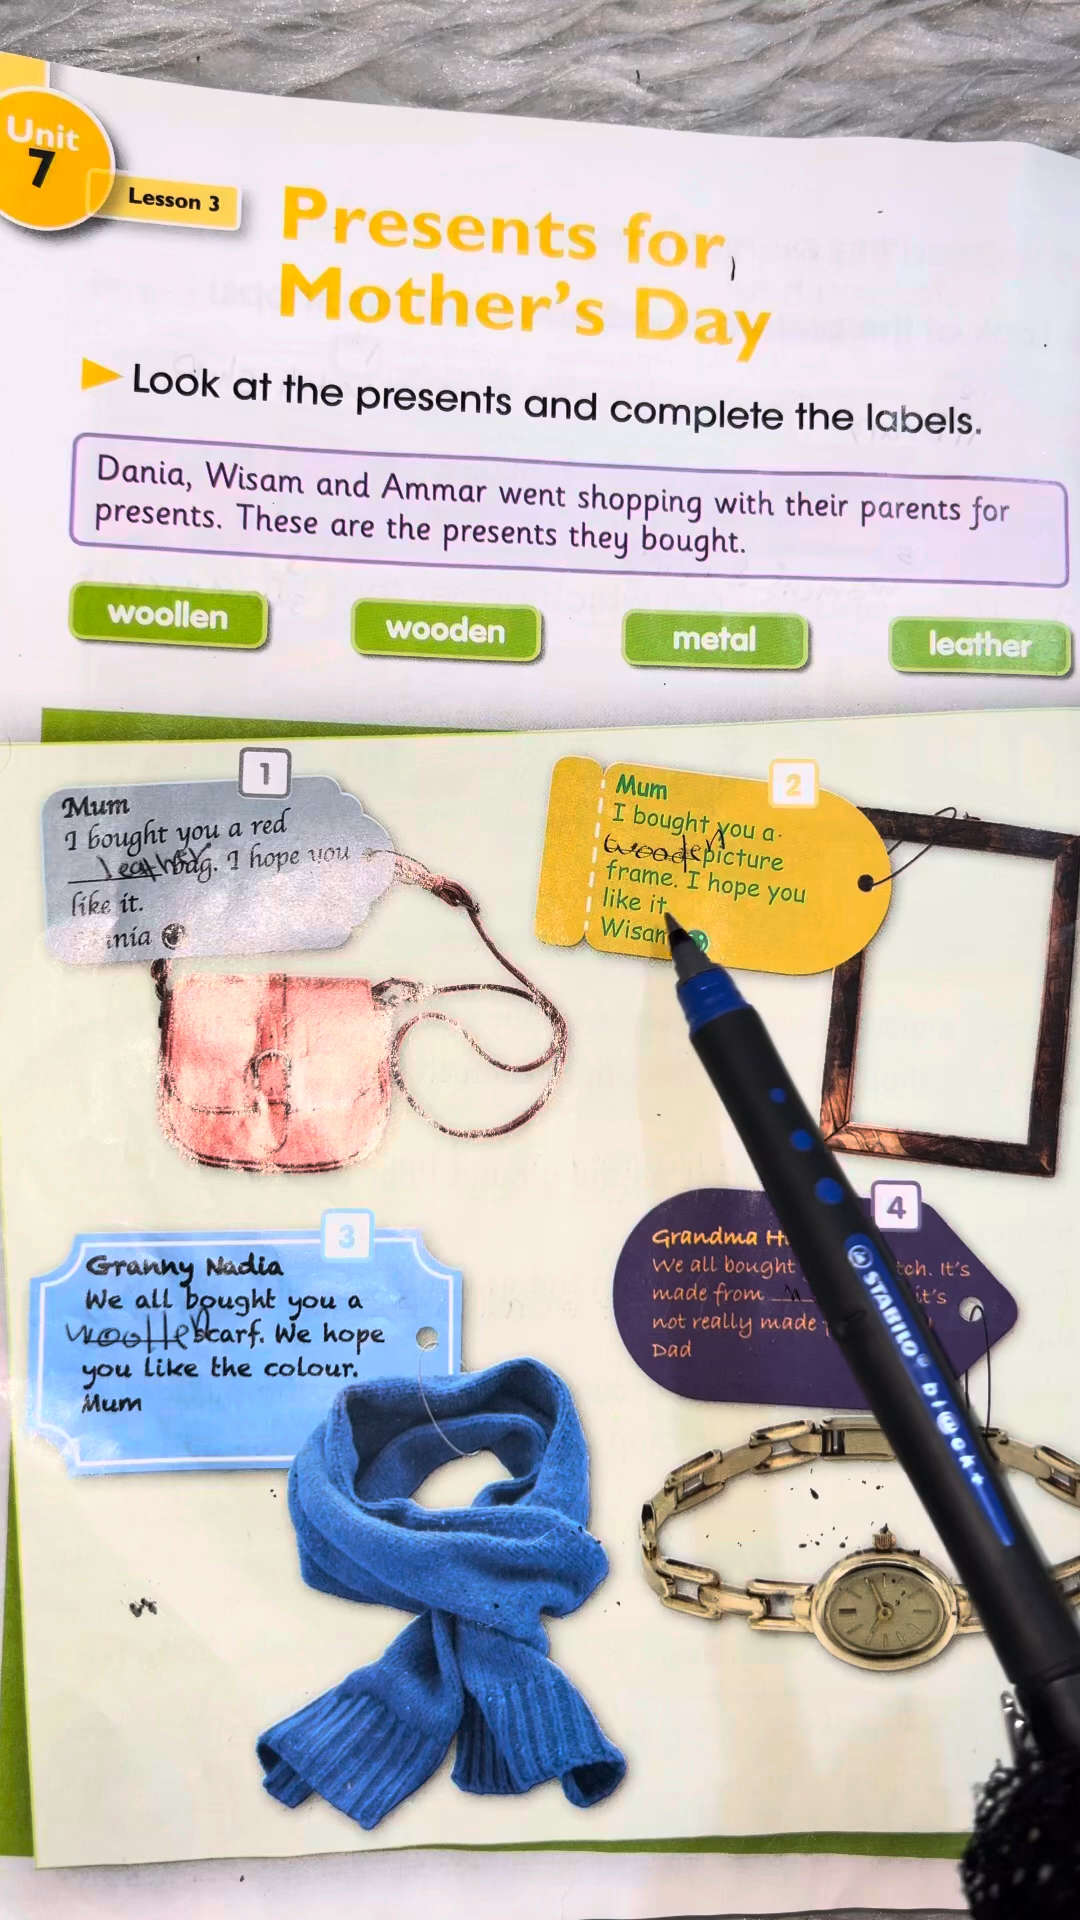 Unit
7
Lesson 3
Presents for
Mother's Day
Look at the presents and complete the labels.
Dania, Wisam and Ammar went shopping with their parents for
presents. These are the presents they bought.
woollen
wooden
metal
leather
1
Mum
I bought you a red
leather bag. I hope you
like it.
2
Mum
I bought you a
wooden picture
frame. I hope you
like it
3
Granny Nadia
We all bought you a
woollen scarf. We hope
you like the colour.
Mum
4
Grandma
We all bought It's
made from it's
not really made
Dad
STABILO